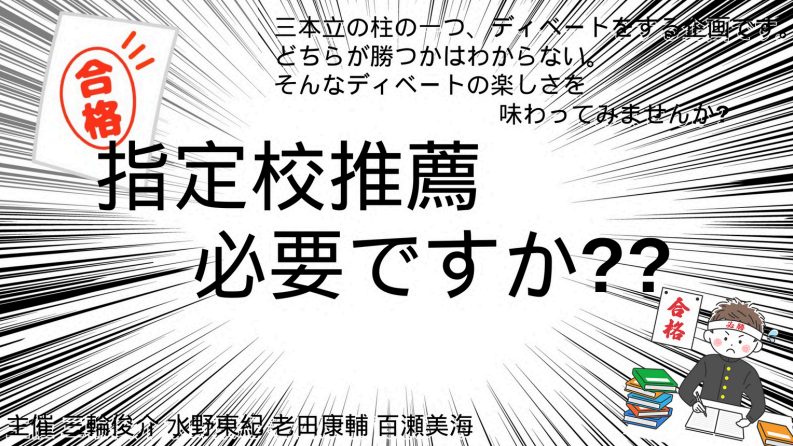 三本立の柱の一つ、ディベートをする企画です。
どちらが勝つかはわからない。
そんなディベートの楽しさを
味わってみませんか?
合格
指定校推薦
必要ですか??
合格
必勝
主催 三輪俊介 水野東紀 老田康輔 百瀬美海